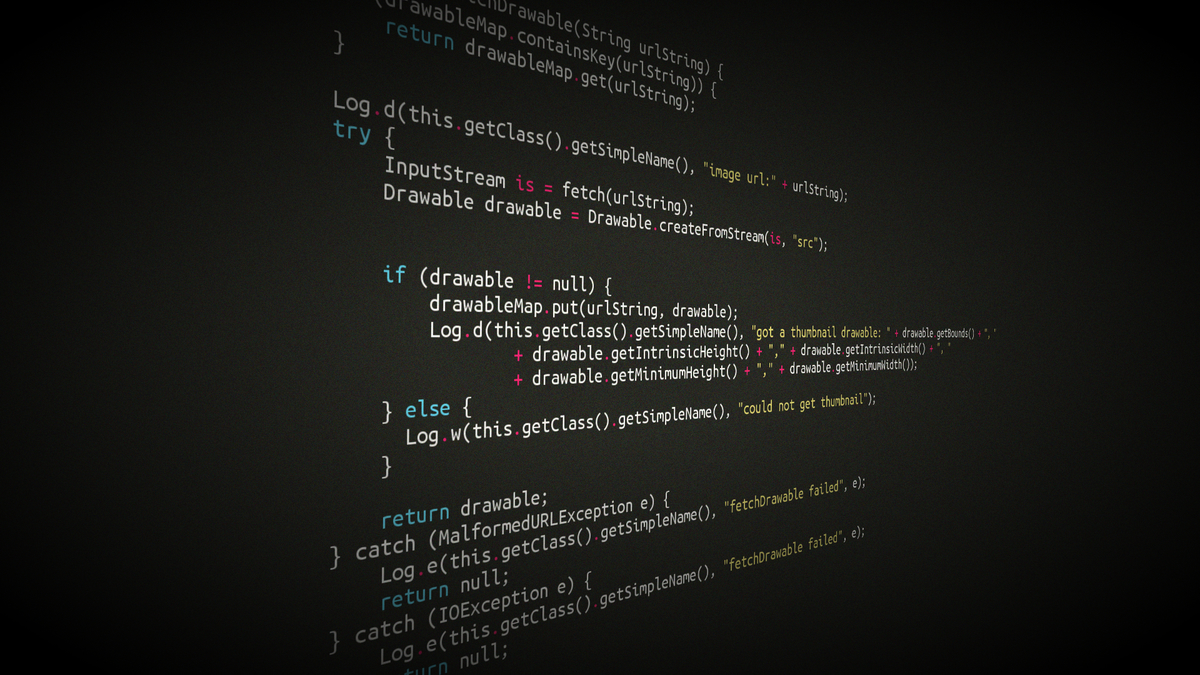 Drawable(String urlString) {
(drawableMap.containsKey(urlString)) {
return drawableMap.get(urlString);
}
Log.d(this.getClass().getSimpleName(), "image url:" + urlString);
try {
InputStream is = fetch(urlString);
Drawable drawable = Drawable.createFromStream(is, "src");
if (drawable != null) {
drawableMap.put(urlString, drawable);
Log.d(this.getClass().getSimpleName(), "got a thumbnail drawable: " + drawable.getBounds() + ", "
+ drawable.getIntrinsicHeight() + "," + drawable.getIntrinsicWidth() + ", "
+ drawable.getMinimumHeight() + "," + drawable.getMinimumWidth());
} else {
Log.w(this.getClass().getSimpleName(), "could not get thumbnail");
}
return drawable;
} catch (MalformedURLException e) {
Log.e(this.getClass().getSimpleName(), "fetchDrawable failed", e);
return null;
} catch (IOException e) {
Log.e(this.getClass().getSimpleName(), "fetchDrawable failed", e);
return null;